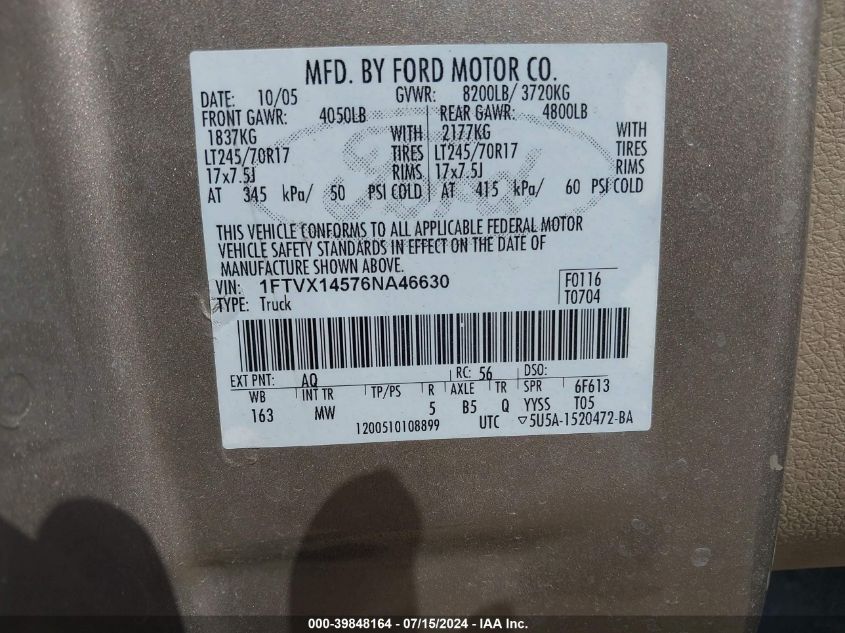 MFD. BY FORD MOTOR CO.
DATE: 10/05 GVWR: 8200LB/ 3720KG
FRONT GAWR: 4050LB REAR GAWR: 4800LB
1837KG WITH 2177KG WITH
LT245/70R17 TIRES LT245/70R17 TIRES
17x7.5J RIMS 17x7.5J RIMS
AT 345 kPa/ 50 PSI COLD AT 415 kPa/ 60 PSI COLD
THIS VEHICLE CONFORMS TO ALL APPLICABLE FEDERAL MOTOR
VEHICLE SAFETY STANDARDS IN EFFECT ON THE DATE OF
MANUFACTURE SHOWN ABOVE.
VIN: 1FTVX14576NA46630 F0116
TYPE: Truck T0704
EXT PNT: AQ RC: 56 DSO:
WB INT TR TP/PS R AXLE TR SPR 6F613
163 MW 5 B5 Q YYSS T05
1200510108899 UTC ▽5U5A-1520472-BA
000-39848164 - 07/15/2024 - IAA Inc.